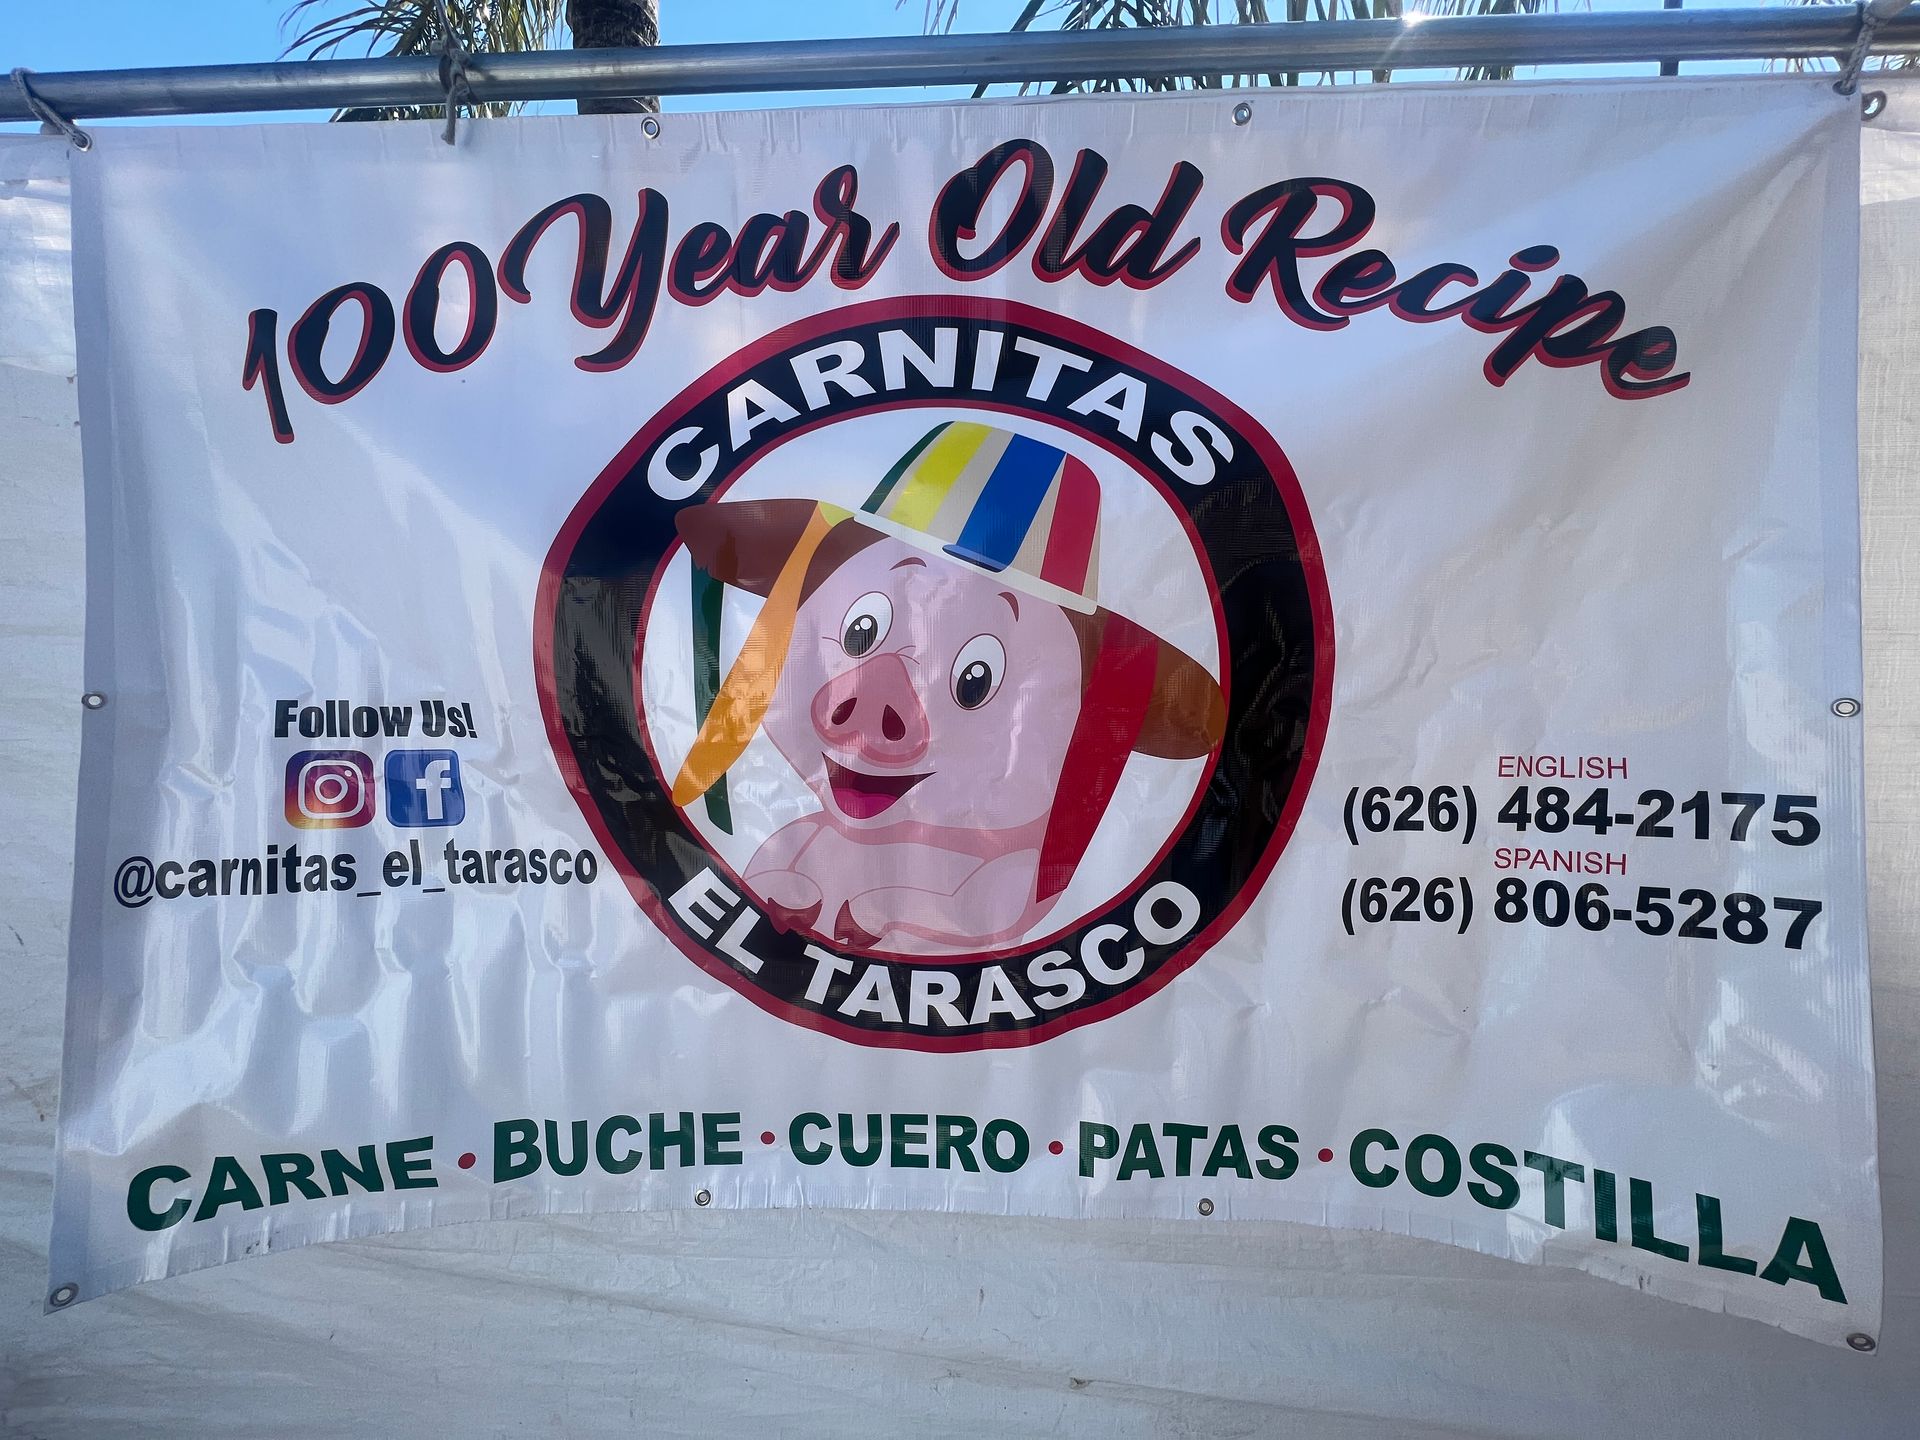 100 Year Old Recipe
CARNITAS
EL TARASCO
Follow Us!
f
@carnitas_el_tarasco
ENGLISH
(626) 484-2175
SPANISH
(626) 806-5287
CARNE • BUCHE • CUERO • PATAS • COSTILLA